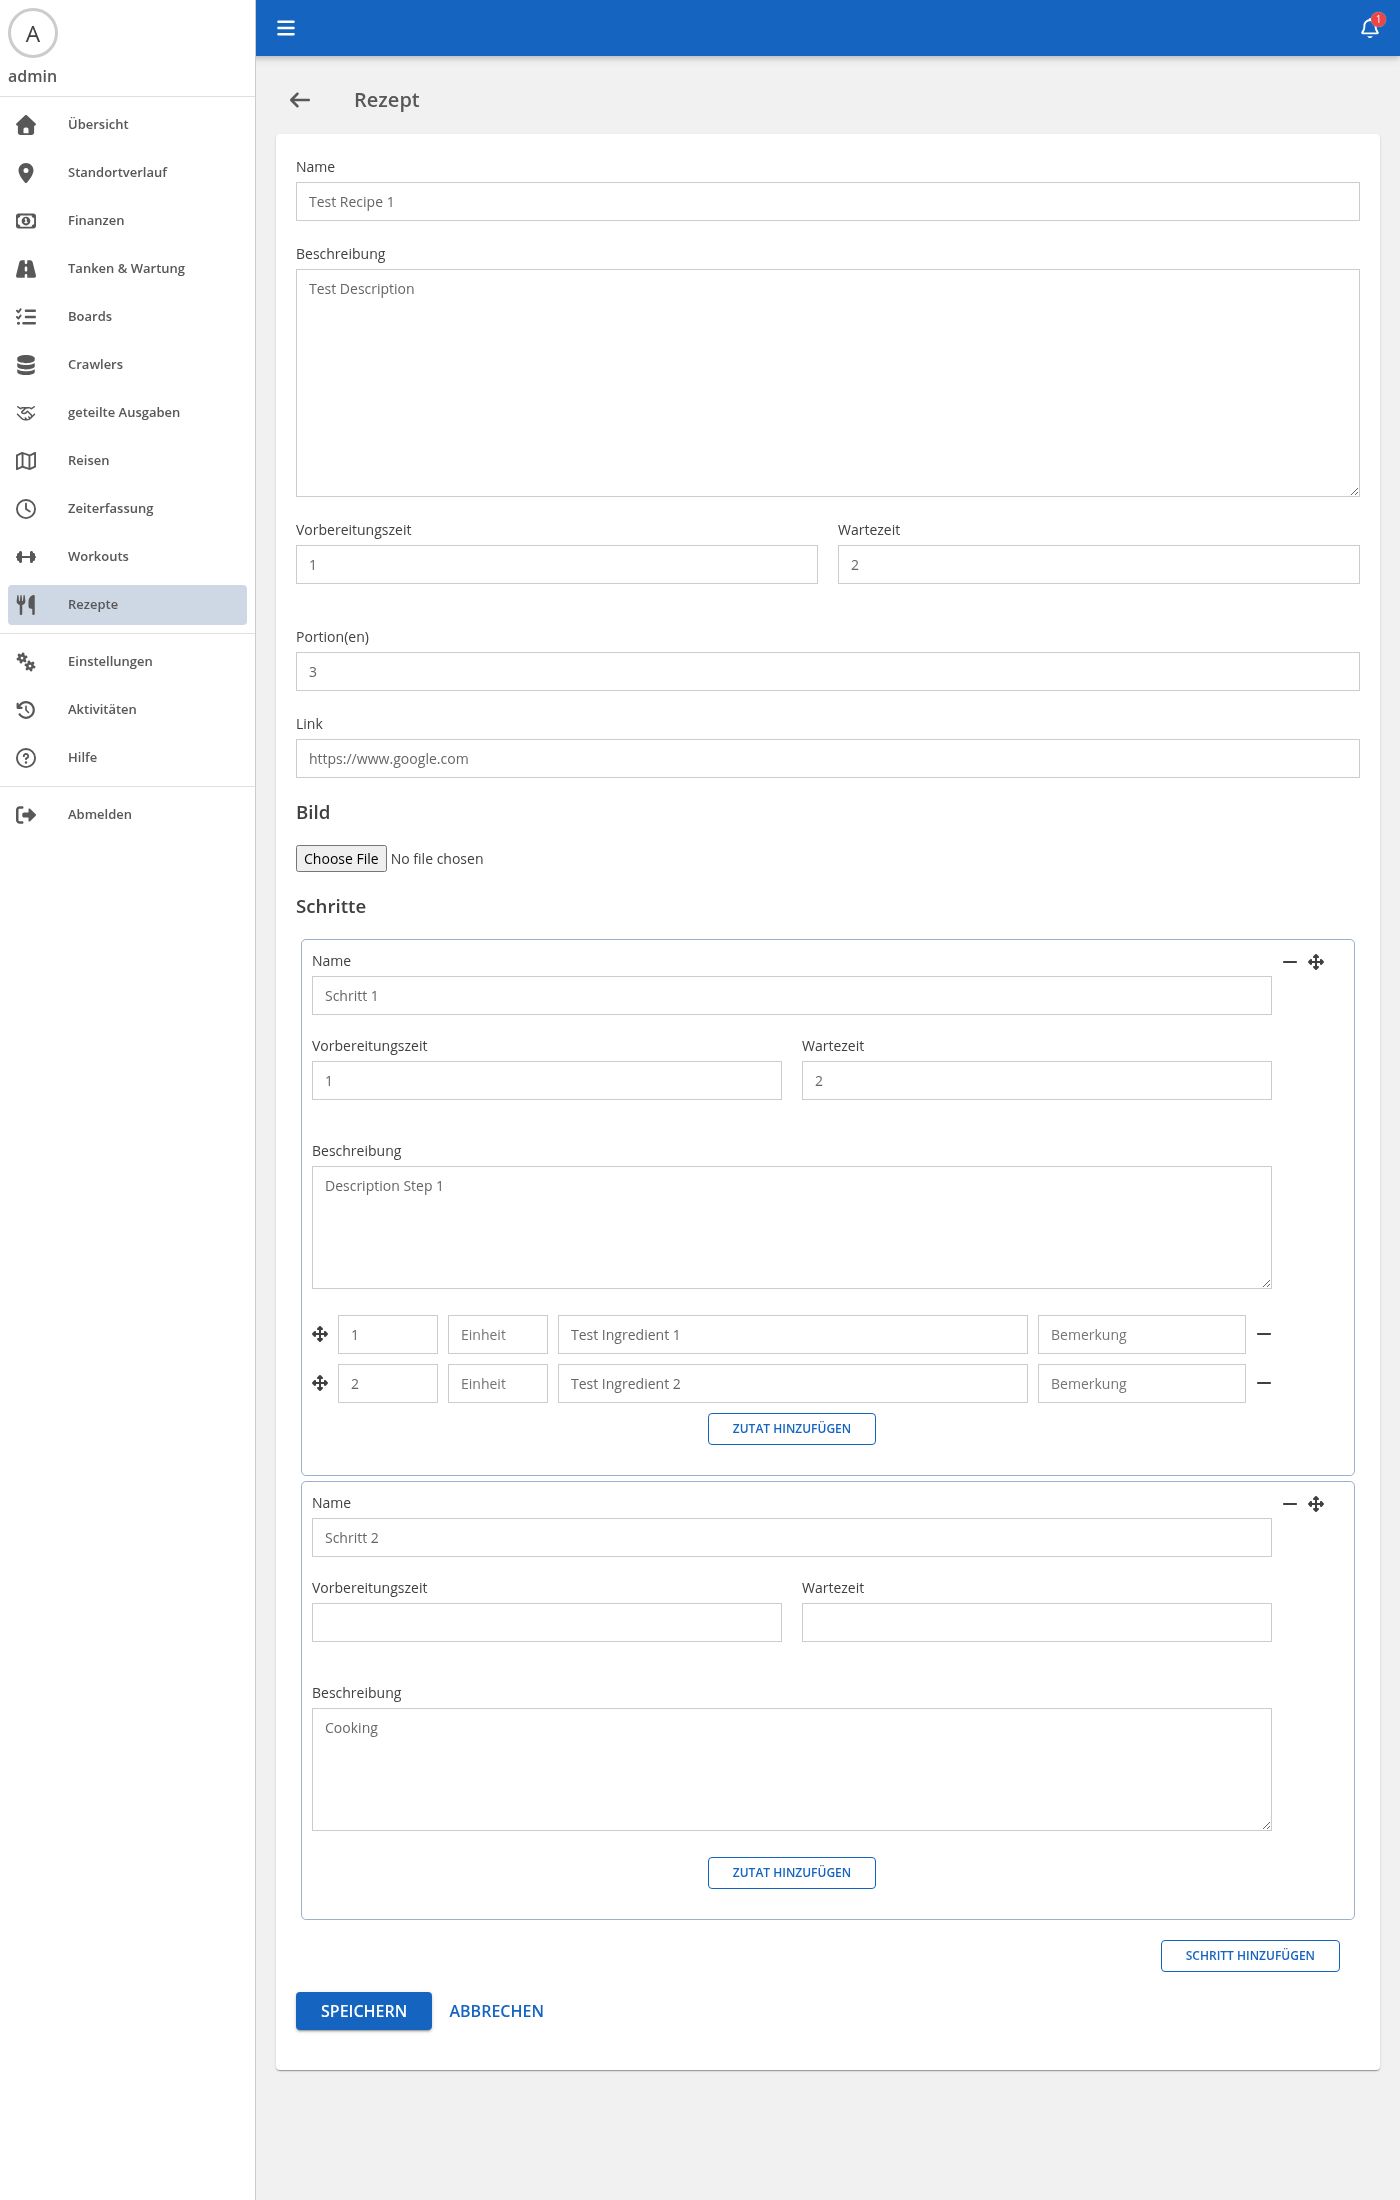 A
admin
Übersicht
Standortverlauf
Finanzen
Tanken & Wartung
Boards
Crawlers
geteilte Ausgaben
Reisen
Zeiterfassung
Workouts
Rezepte
Einstellungen
Aktivitäten
Hilfe
Abmelden
1
Rezept
Name
Test Recipe 1
Beschreibung
Test Description
Vorbereitungszeit Wartezeit
1 2
Portion(en)
3
Link
https://www.google.com
Bild
Choose File No file chosen
Schritte
Name
Schritt 1
Vorbereitungszeit Wartezeit
1 2
Beschreibung
Description Step 1
1 Einheit Test Ingredient 1 Bemerkung
2 Einheit Test Ingredient 2 Bemerkung
ZUTAT HINZUFÜGEN
Name
Schritt 2
Vorbereitungszeit Wartezeit
Beschreibung
Cooking
ZUTAT HINZUFÜGEN
SCHRITT HINZUFÜGEN
SPEICHERN ABBRECHEN